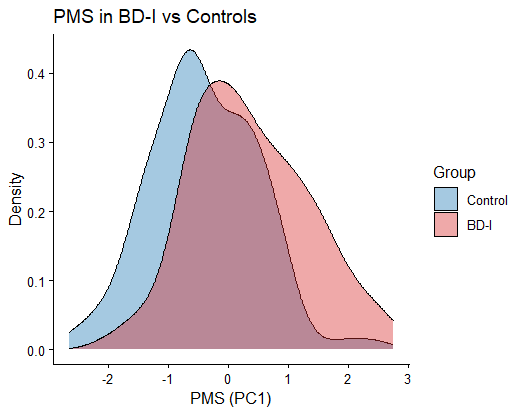 PMS in BD-I vs Controls
Density
0.4
0.3
0.2
0.1
0.0
-2
-1
0
1
2
3
PMS (PC1)
Group
Control
BD-I